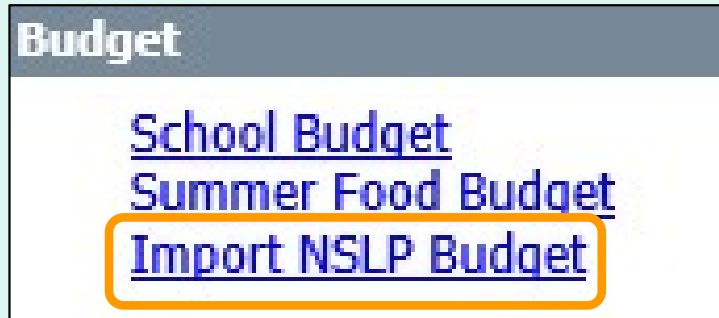 Budget
School Budget
Summer Food Budget
Import NSLP Budget